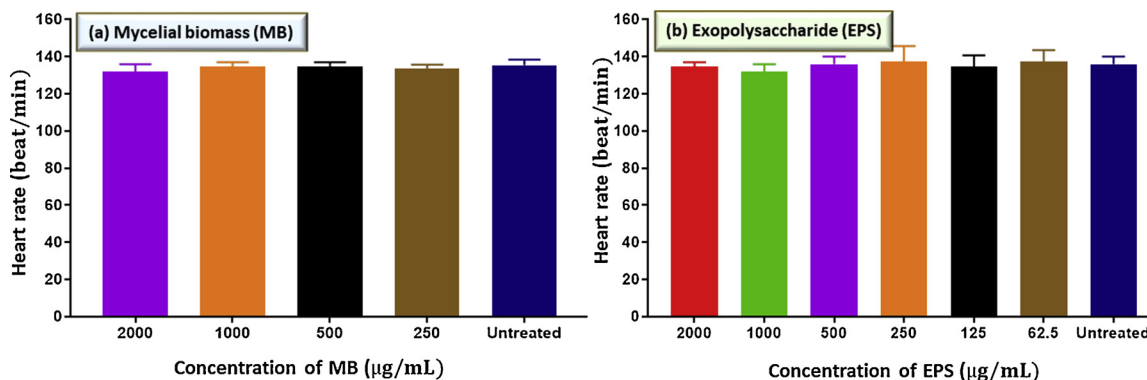 (a) Mycelial biomass (MB)
Heart rate (beat/min)
160
140
120
100
80
60
40
20
0
2000 1000 500 250 Untreated
Concentration of MB (μg/mL)
(b) Exopolysaccharide (EPS)
Heart rate (beat/min)
160
140
120
100
80
60
40
20
0
2000 1000 500 250 125 62.5 Untreated
Concentration of EPS (μg/mL)